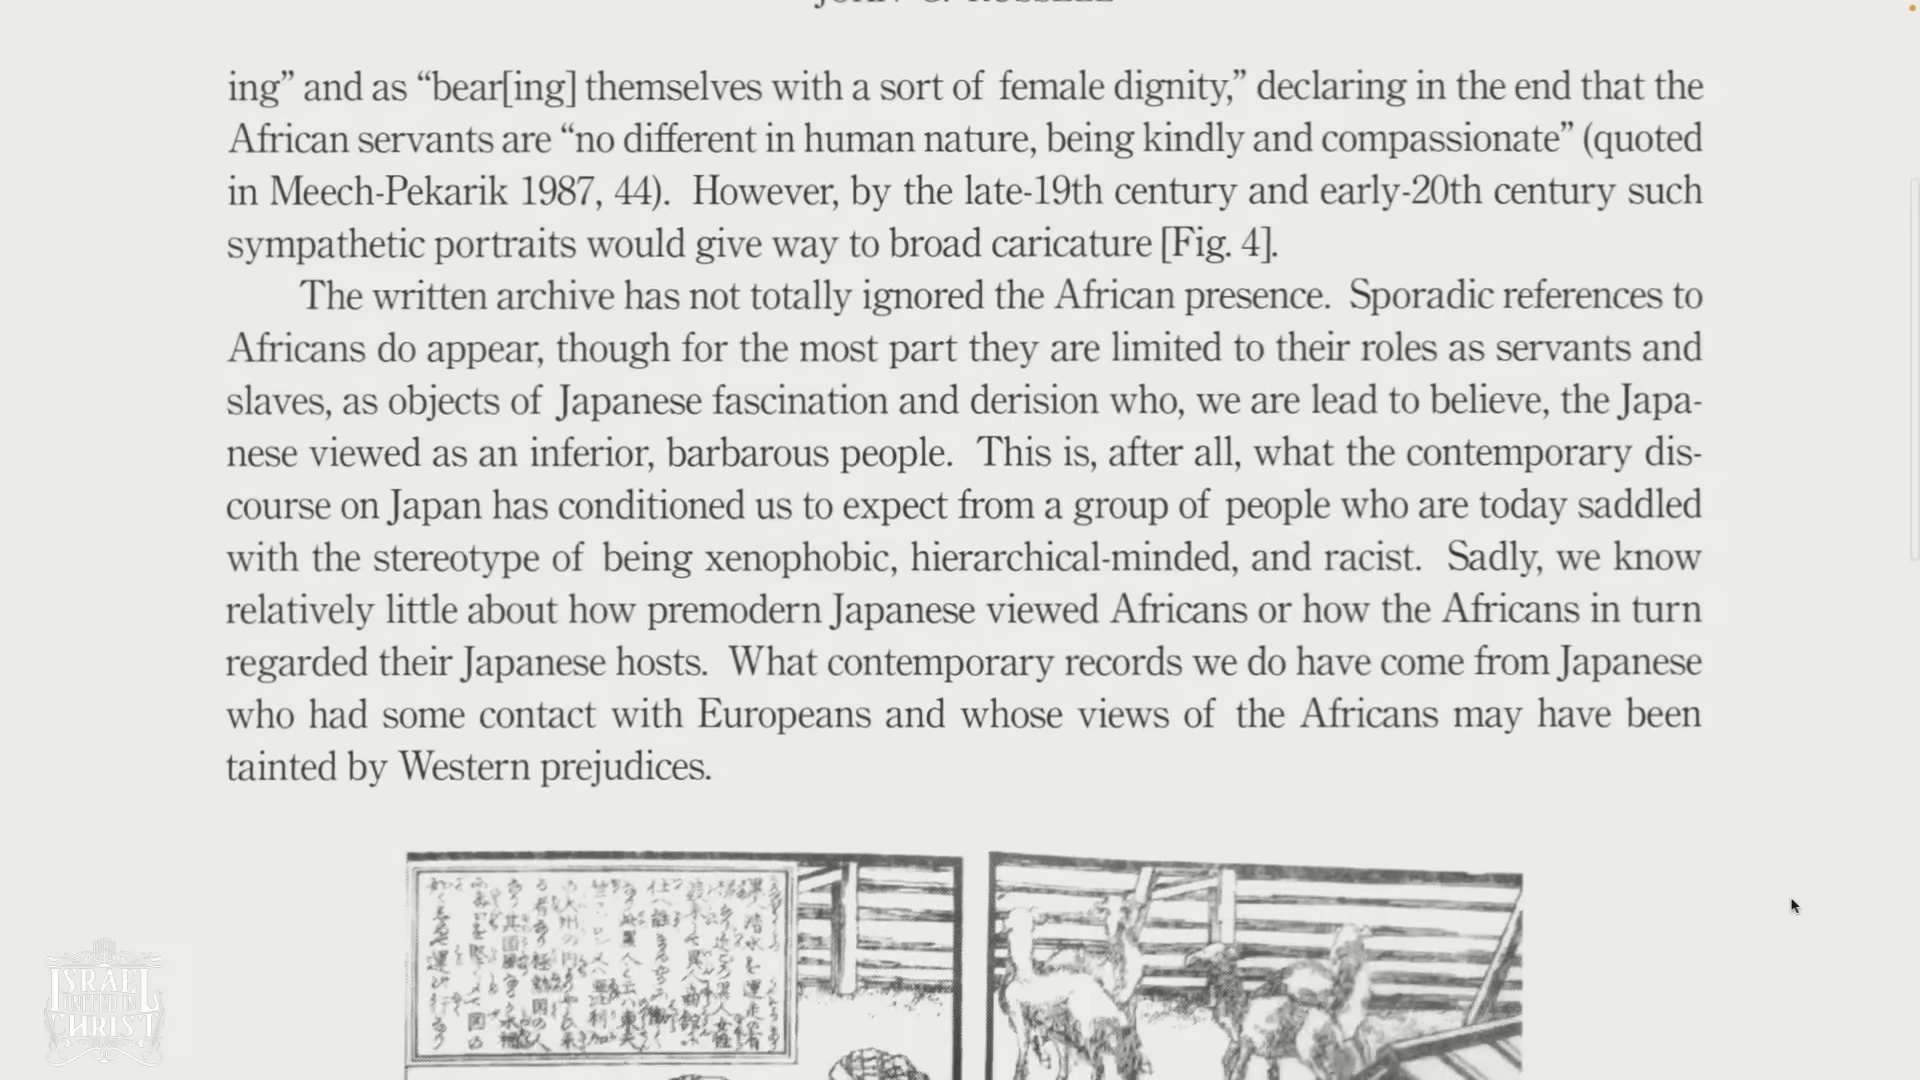 ing” and as “bear[ing] themselves with a sort of female dignity,” declaring in the end that the
African servants are “no different in human nature, being kindly and compassionate” (quoted
in Meech-Pekarik 1987, 44). However, by the late-19th century and early-20th century such
sympathetic portraits would give way to broad caricature [Fig. 4].
The written archive has not totally ignored the African presence. Sporadic references to
Africans do appear, though for the most part they are limited to their roles as servants and
slaves, as objects of Japanese fascination and derision who, we are lead to believe, the Japa-
nese viewed as an inferior, barbarous people. This is, after all, what the contemporary dis-
course on Japan has conditioned us to expect from a group of people who are today saddled
with the stereotype of being xenophobic, hierarchical-minded, and racist. Sadly, we know
relatively little about how premodern Japanese viewed Africans or how the Africans in turn
regarded their Japanese hosts. What contemporary records we do have come from Japanese
who had some contact with Europeans and whose views of the Africans may have been
tainted by Western prejudices.
ISRAEL
UNITED IN
CHRIST